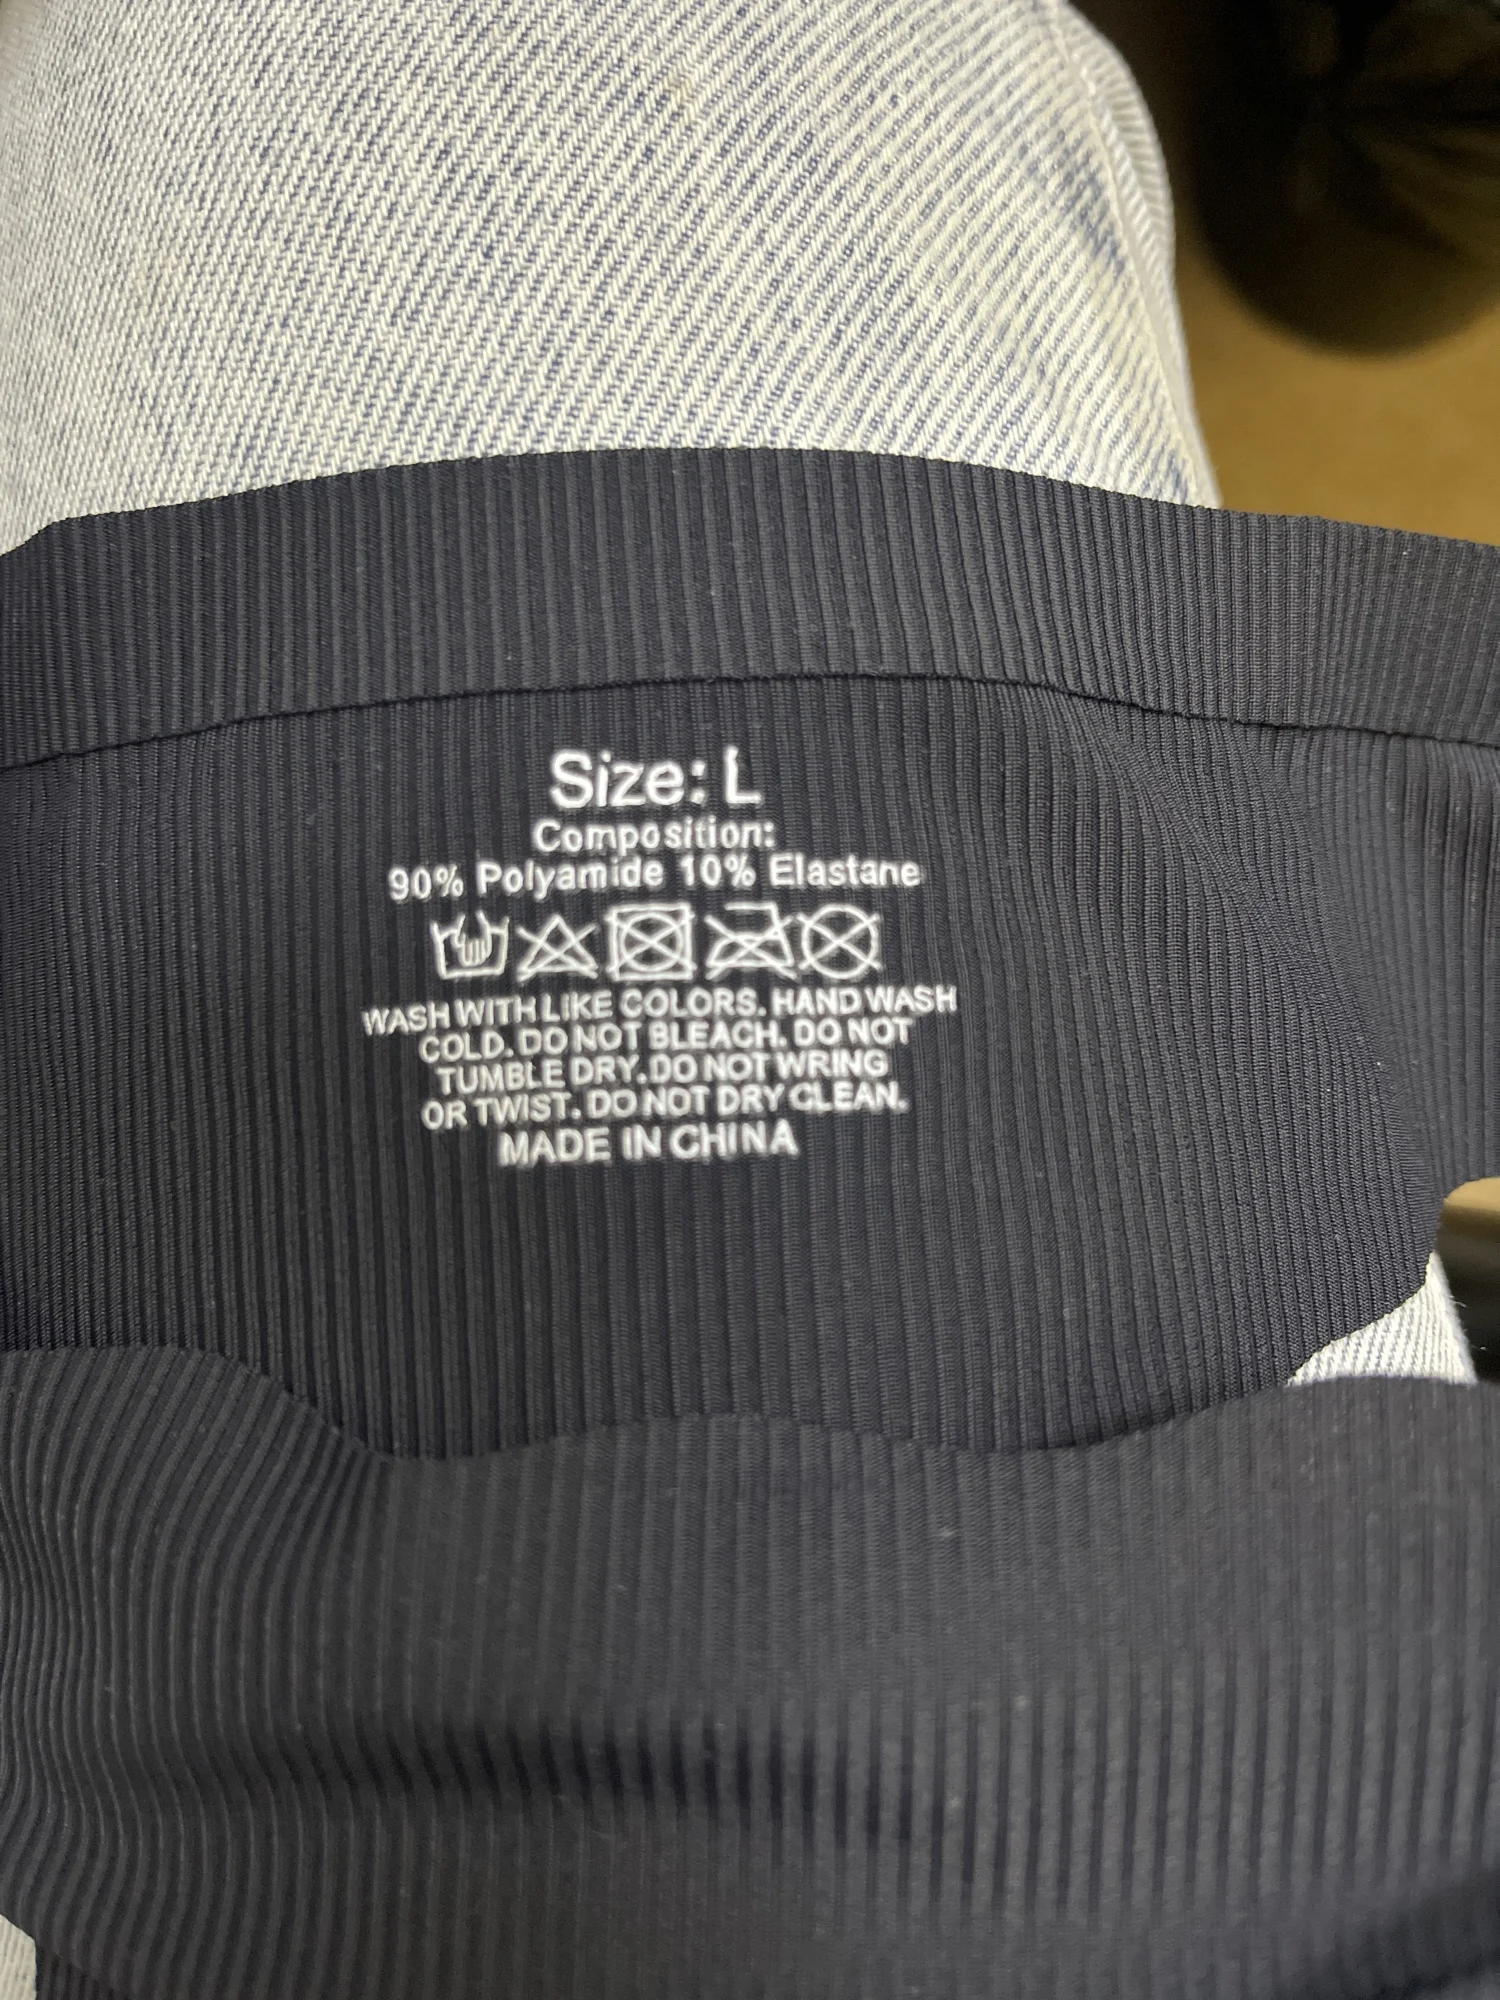 Size: L
Composition:
90% Polyamide 10% Elastane
WASH WITH LIKE COLORS. HAND WASH
COLD. DO NOT BLEACH. DO NOT
TUMBLE DRY. DO NOT WRING
OR TWIST. DO NOT DRY CLEAN.
MADE IN CHINA